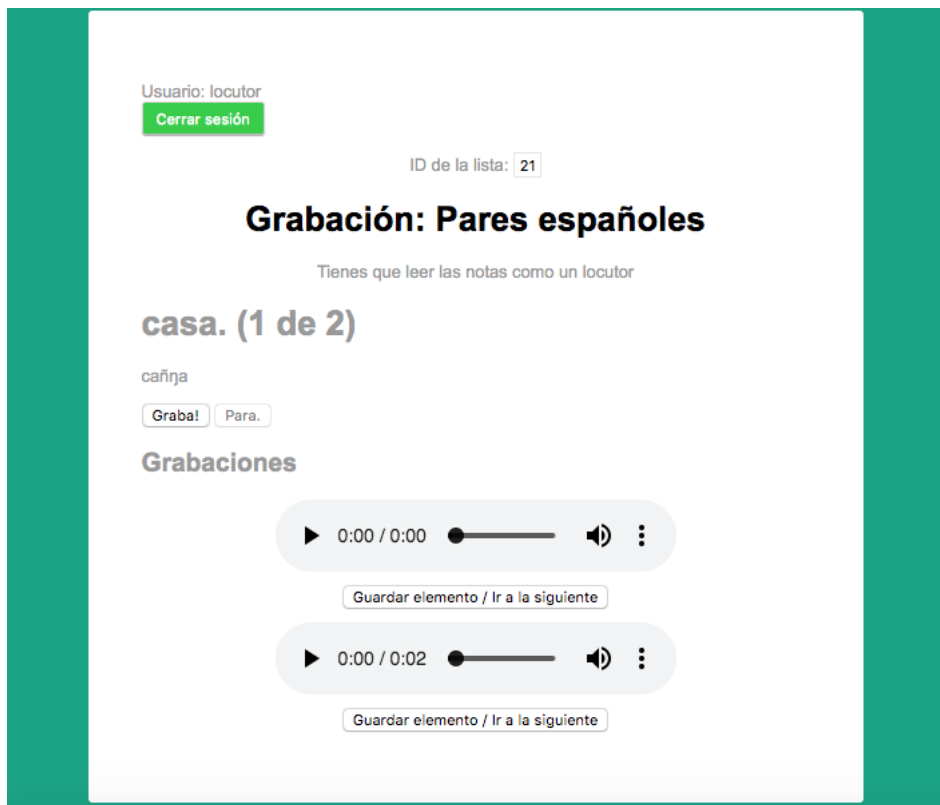 Usuario: locutor
Cerrar sesión
ID de la lista: 21
Grabación: Pares españoles
Tienes que leer las notas como un locutor
casa. (1 de 2)
cañŋa
Graba! Para.
Grabaciones
0:00 / 0:00
Guardar elemento / Ir a la siguiente
0:00 / 0:02
Guardar elemento / Ir a la siguiente